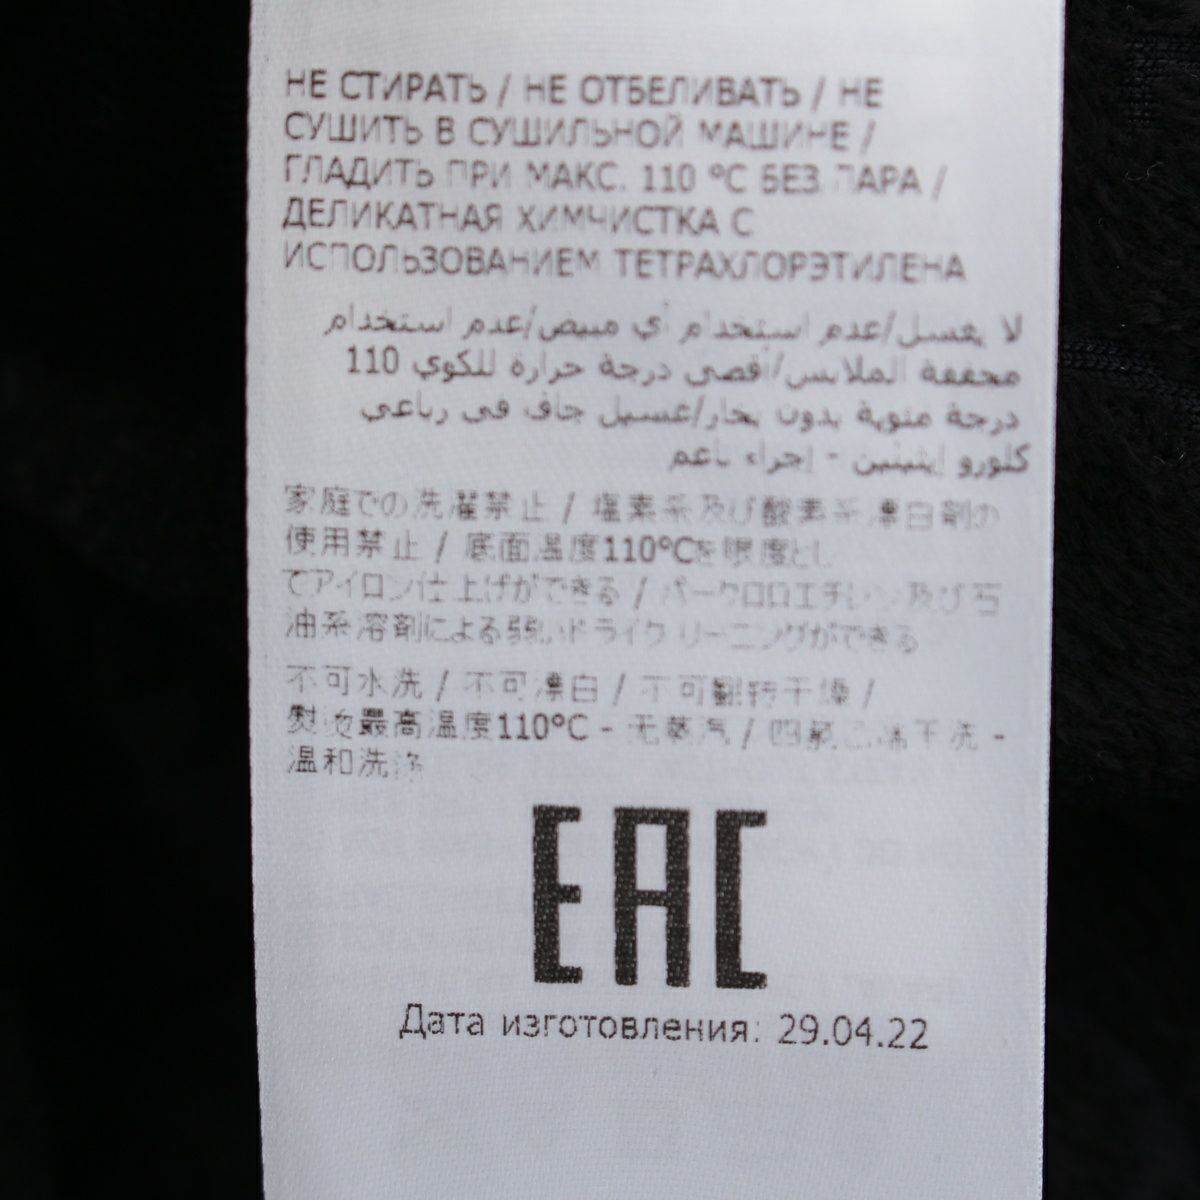 НЕ СТИРАТЬ / НЕ ОТБЕЛИВАТЬ / НЕ
СУШИТЬ В СУШИЛЬНОЙ МАШИНЕ /
ГЛАДИТЬ ПРИ МАКС. 110 ºC БЕЗ ПАРА /
ДЕЛИКАТНАЯ ХИМЧИСТКА С
ИСПОЛЬЗОВАНИЕМ ТЕТРАХЛОРЭТИЛЕНА
لا يغسل/عدم استخدام أي مبيض/عدم استخدام
مجففة الملابس/أقصى درجة حرارة للكوي 110
درجة مئوية بدون بخار/غسيل جاف في رباعي
كلورو إيثيلين - إجراء ناعم
家庭での洗濯禁止 / 塩素系及び酸素系漂白剤の
使用禁止 / 底面温度110ºCを限度とし
てアイロン仕上げができる / パークロロエチレン及び石
油系溶剤による弱いドライクリーニングができる
不可水洗 / 不可漂白 / 不可翻转干燥 /
熨烫最高温度110ºC - 无蒸汽 / 四氯乙烯干洗 -
温和洗涤
EAC
Дата изготовления: 29.04.22